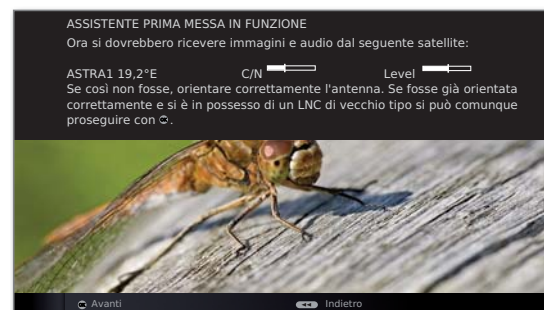 ASSISTENTE PRIMA MESSA IN FUNZIONE
Ora si dovrebbero ricevere immagini e audio dal seguente satellite:
ASTRA1 19,2°E C/N Level
Se così non fosse, orientare correttamente l'antenna. Se fosse già orientata
correttamente e si è in possesso di un LNC di vecchio tipo si può comunque
proseguire con OK.
OK Avanti Indietro